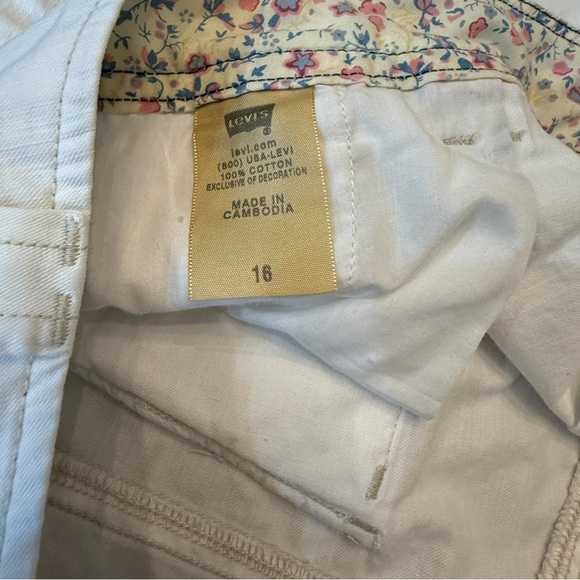 LEVI'S
®
levi.com
(800) USA-LEVI
100% COTTON
EXCLUSIVE OF DECORATION
MADE IN
CAMBODIA
16